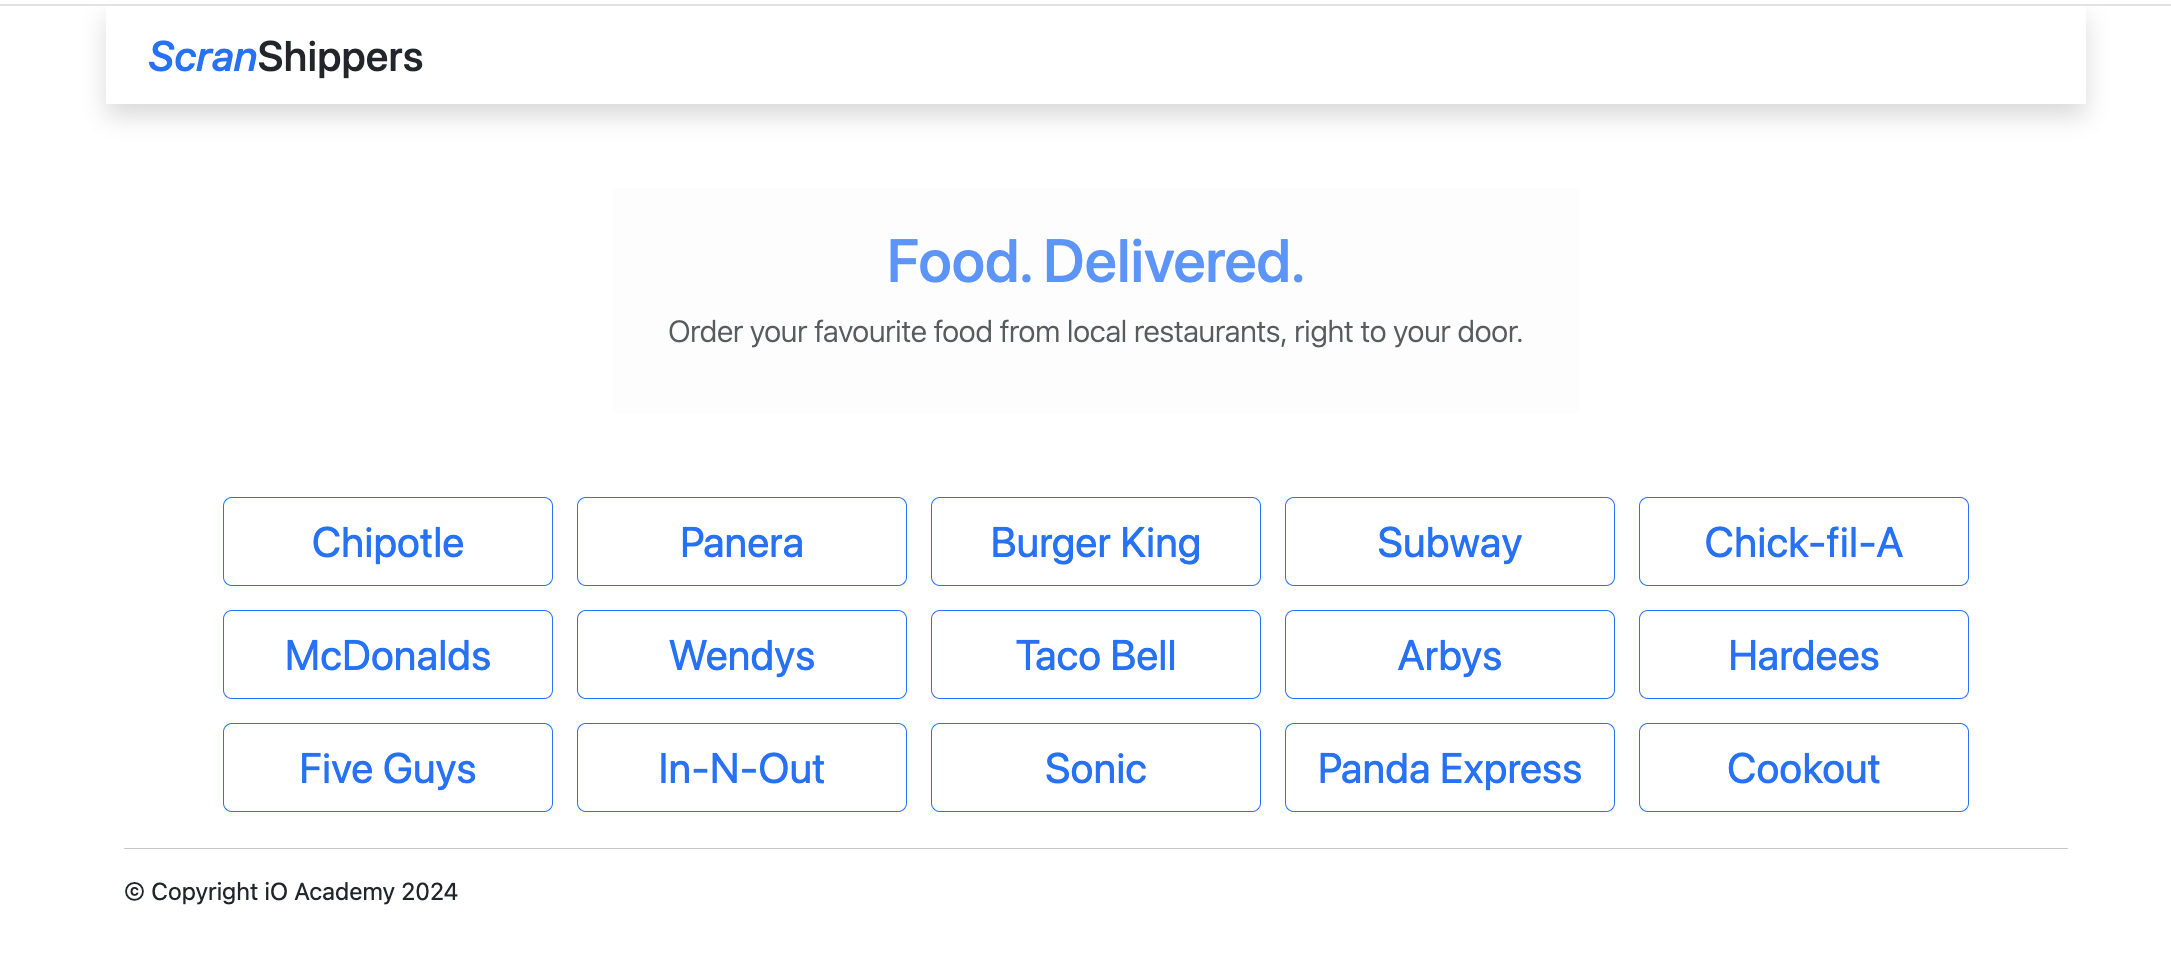 ScranShippers
Food. Delivered.
Order your favourite food from local restaurants, right to your door.
Chipotle Panera Burger King Subway Chick-fil-A
McDonalds Wendys Taco Bell Arbys Hardees
Five Guys In-N-Out Sonic Panda Express Cookout
© Copyright iO Academy 2024